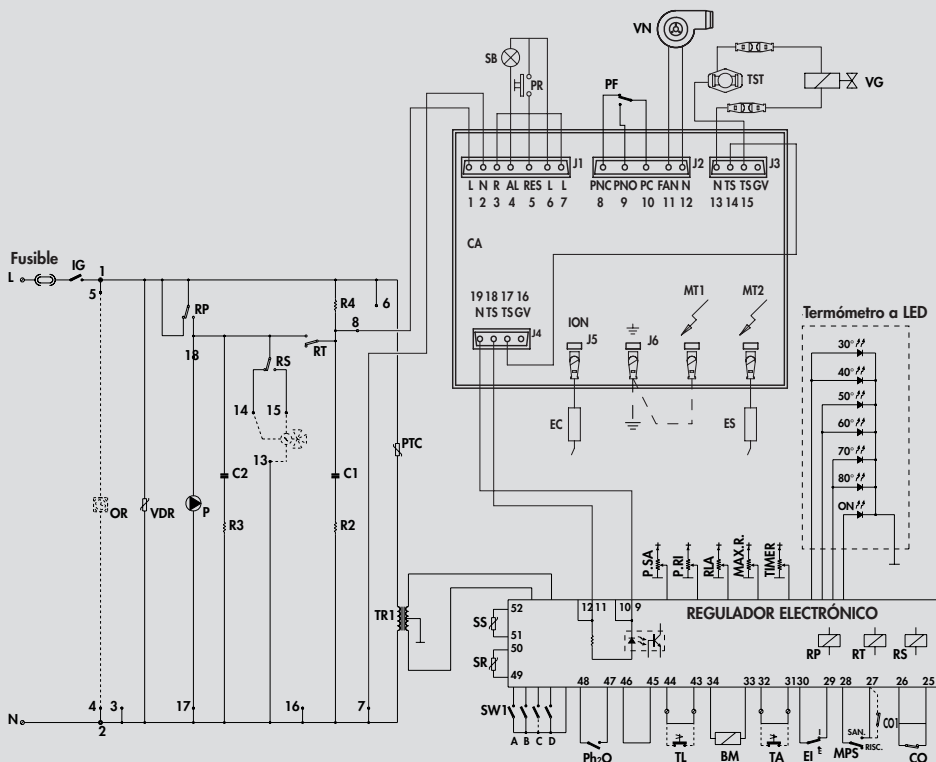 VN
SB
PR
PF
TST
VG
J1
J2
J3
L N R AL RES L L
1 2 3 4 5 6 7
PNC PNO PC FAN N
8 9 10 11 12
N TS TS GV
13 14 15
CA
19 18 17 16
N TS TS GV
J4
ION
J5
J6
MT1
MT2
EC
ES
Fusible
L
IG
1
5
RP
R4
6
8
18
RT
RS
14
15
13
PTC
C2
C1
OR
VDR
P
R3
R2
TR1
N
4
3
2
17
16
7
Termómetro a LED
30°
40°
50°
60°
70°
80°
ON
P.SA
P.RI
RLA
MAX.R.
TIMER
REGULADOR ELECTRÓNICO
52
51
50
49
SS
SR
12 11
10 9
RP
RT
RS
48 47 46 45 44 43 34 33 32 31 30 29 28 27 26 25
SW1
A B C D
Ph₂O
TL
BM
TA
EI
E
MPS
SAN.
RISC.
CO1
CO